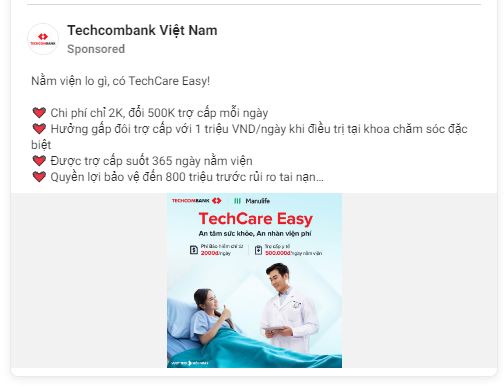 Techcombank Việt Nam
Sponsored
Nằm viện lo gì, có TechCare Easy!
❤️ Chi phí chỉ 2K, đổi 500K trợ cấp mỗi ngày
❤️ Hưởng gấp đôi trợ cấp với 1 triệu VND/ngày khi điều trị tại khoa chăm sóc đặc
biệt
❤️ Được trợ cấp suốt 365 ngày nằm viện
❤️ Quyền lợi bảo vệ đến 800 triệu trước rủi ro tai nạn...
TECHCOMBANK Manulife
TechCare Easy
An tâm sức khỏe, An nhàn viện phí
Phí Bảo hiểm chỉ từ
2000đ/ngày
Trợ cấp y tế
500.000đ/ngày nằm viện